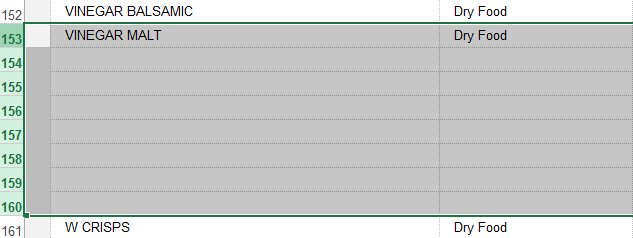 152 VINEGAR BALSAMIC Dry Food
153 VINEGAR MALT Dry Food
154
155
156
157
158
159
160
161 W CRISPS Dry Food